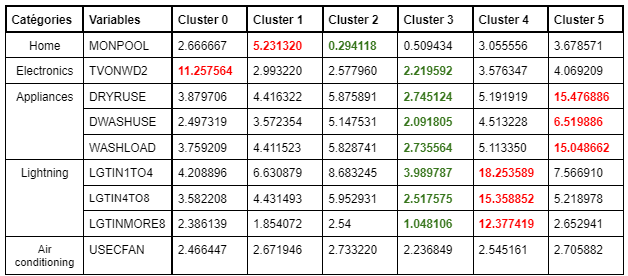 Catégories Variables Cluster 0 Cluster 1 Cluster 2 Cluster 3 Cluster 4 Cluster 5
Home MONPOOL 2.666667 5.231320 0.294118 0.509434 3.055556 3.678571
Electronics TVONWD2 11.257564 2.993220 2.577960 2.219592 3.576347 4.069209
Appliances DRYRUSE 3.879706 4.416322 5.875891 2.745124 5.191919 15.476886
DWASHUSE 2.497319 3.572354 5.147531 2.091805 4.513228 6.519886
WASHLOAD 3.759209 4.411523 5.828741 2.735564 5.113350 15.048662
Lightning LGTIN1TO4 4.208896 6.630879 8.683245 3.989787 18.253589 7.566910
LGTIN4TO8 3.582208 4.431493 5.952931 2.517575 15.358852 5.218978
LGTINMORE8 2.386139 1.854072 2.54 1.048106 12.377419 2.652941
Air conditioning USECFAN 2.466447 2.671946 2.733220 2.236849 2.545161 2.705882